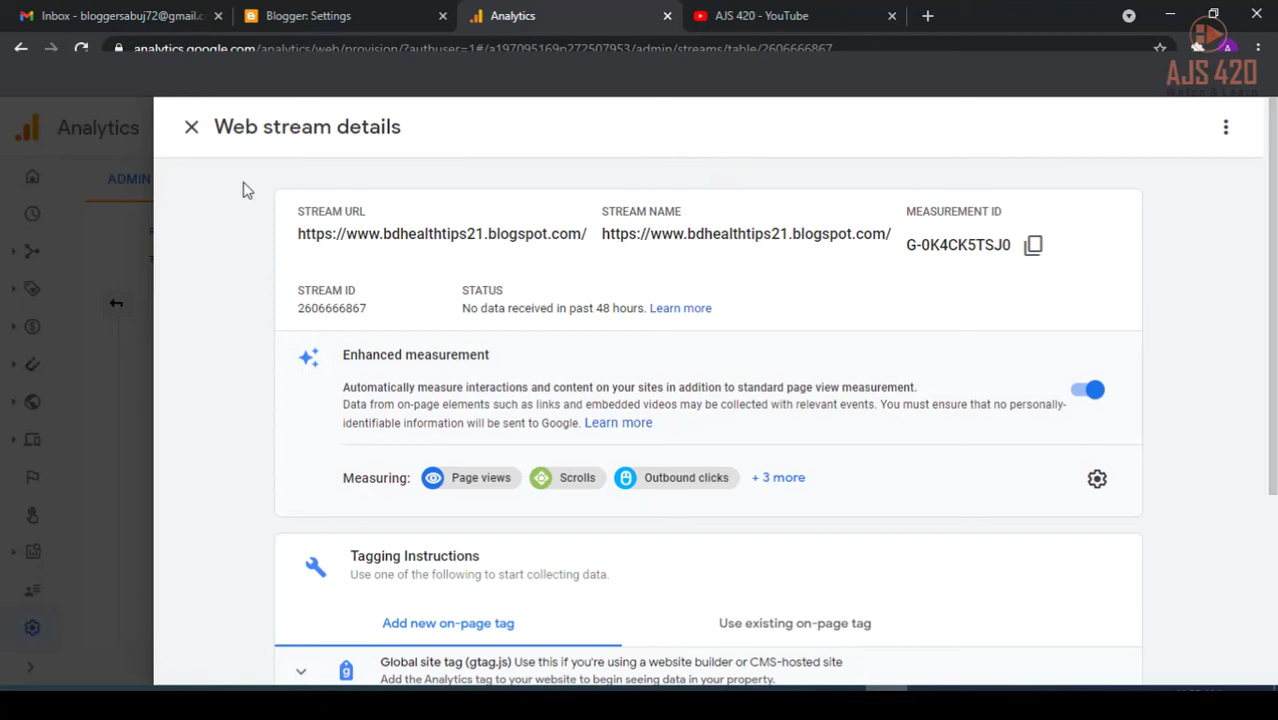 Inbox - bloggersabuj72@gmail.c
Blogger: Settings
Analytics
AJS 420 - YouTube
analytics.google.com/analytics/web/provision/?authuser=1#/a197095169p272507953/admin/streams/table/2606666867
AJS 420
Watch & Learn
Analytics
Web stream details
ADMIN
STREAM URL
STREAM NAME
MEASUREMENT ID
https://www.bdhealthtips21.blogspot.com/
https://www.bdhealthtips21.blogspot.com/
G-0K4CK5TSJ0
STREAM ID
STATUS
2606666867
No data received in past 48 hours. Learn more
Enhanced measurement
Automatically measure interactions and content on your sites in addition to standard page view measurement.
Data from on-page elements such as links and embedded videos may be collected with relevant events. You must ensure that no personally-
identifiable information will be sent to Google. Learn more
Measuring:
Page views
Scrolls
Outbound clicks
+ 3 more
Tagging Instructions
Use one of the following to start collecting data.
Add new on-page tag
Use existing on-page tag
Global site tag (gtag.js) Use this if you're using a website builder or CMS-hosted site
Add the Analytics tag to your website to begin seeing data in your property.